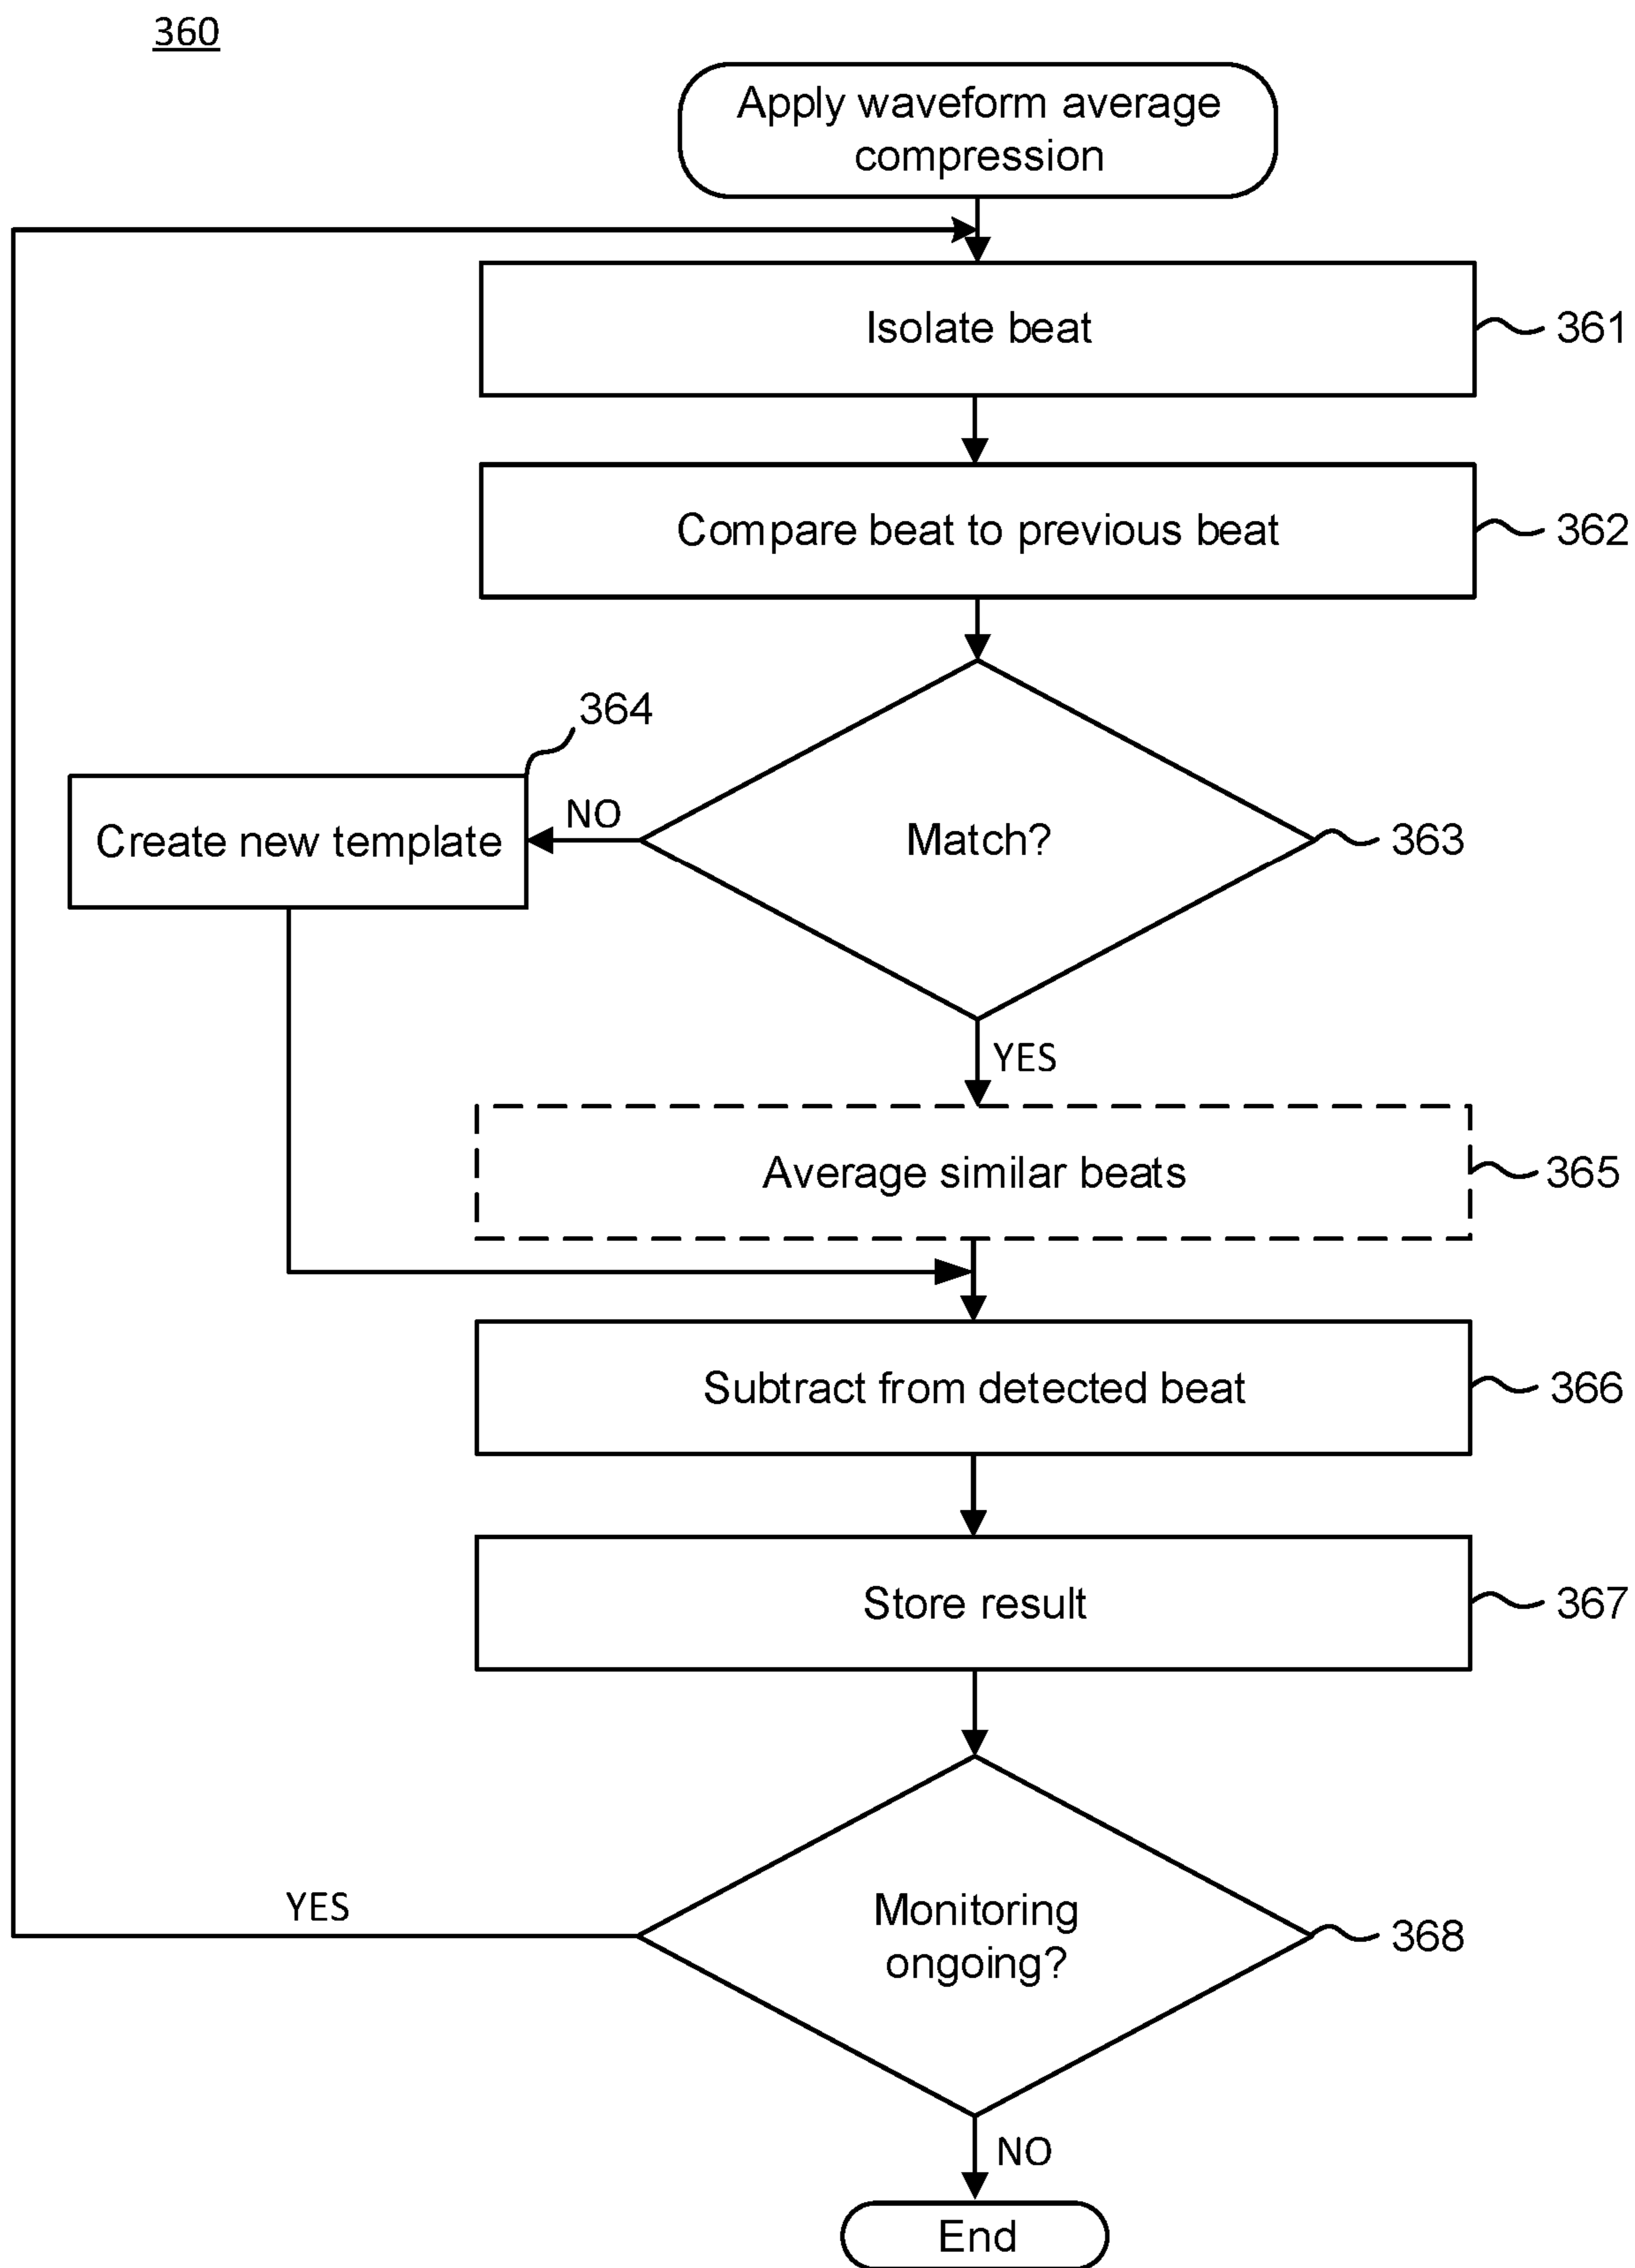 360
Apply waveform average
compression
Isolate beat
361
Compare beat to previous beat
362
364
Create new template
NO
Match?
363
YES
Average similar beats
365
Subtract from detected beat
366
Store result
367
YES
Monitoring
ongoing?
368
NO
End